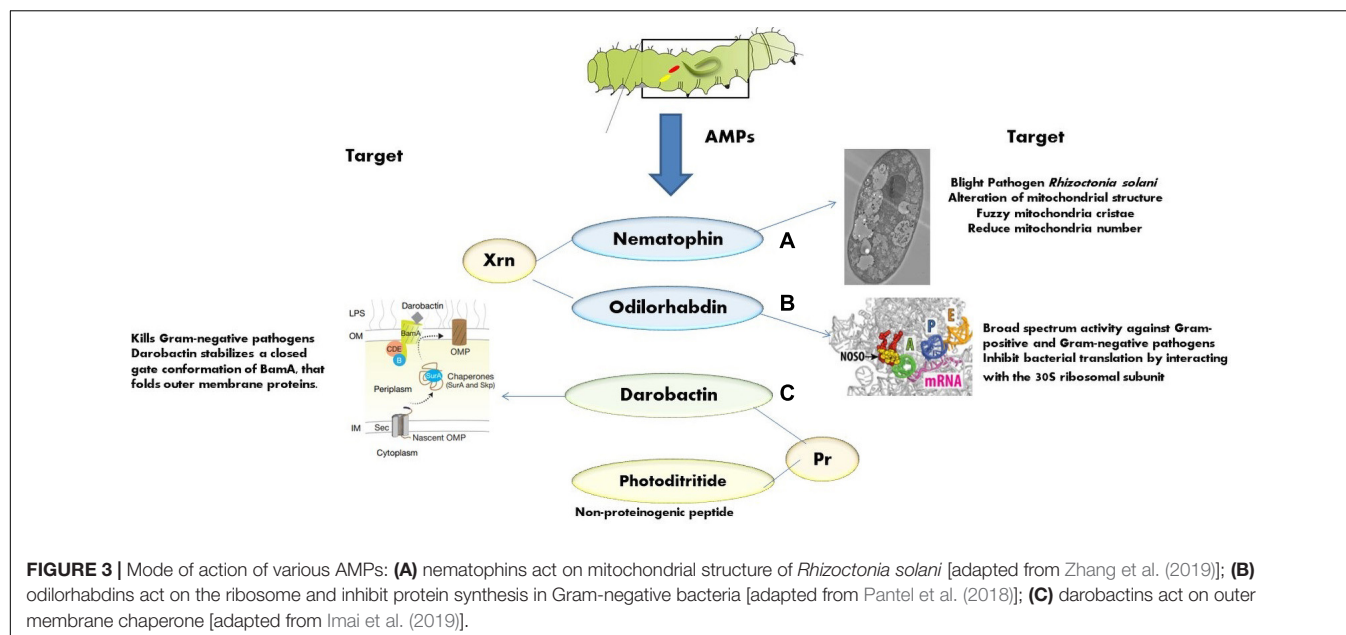 AMPs
Target
Target
Blight Pathogen Rhizoctonia solani
Alteration of mitochondrial structure
Fuzzy mitochondria cristae
Reduce mitochondria number
Nematophin
A
Xrn
Odilorhabdin
B
Kills Gram-negative pathogens
Darobactin stabilizes a closed
gate conformation of BamA, that
folds outer membrane proteins.
Darobactin
LPS
BamA
OM
CDE
OMP
B
SurA
Chaperones
(SurA and Skp)
Periplasm
IM
Sec
Nascent OMP
Cytoplasm
E
P
A
NOSO
mRNA
Broad spectrum activity against Gram-
positive and Gram-negative pathogens
Inhibit bacterial translation by interacting
with the 30S ribosomal subunit
Darobactin
C
Pr
Photoditritide
Non-proteinogenic peptide
FIGURE 3 | Mode of action of various AMPs: (A) nematophins act on mitochondrial structure of Rhizoctonia solani [adapted from Zhang et al. (2019)]; (B)
odilorhabdins act on the ribosome and inhibit protein synthesis in Gram-negative bacteria [adapted from Pantel et al. (2018)]; (C) darobactins act on outer
membrane chaperone [adapted from Imai et al. (2019)].